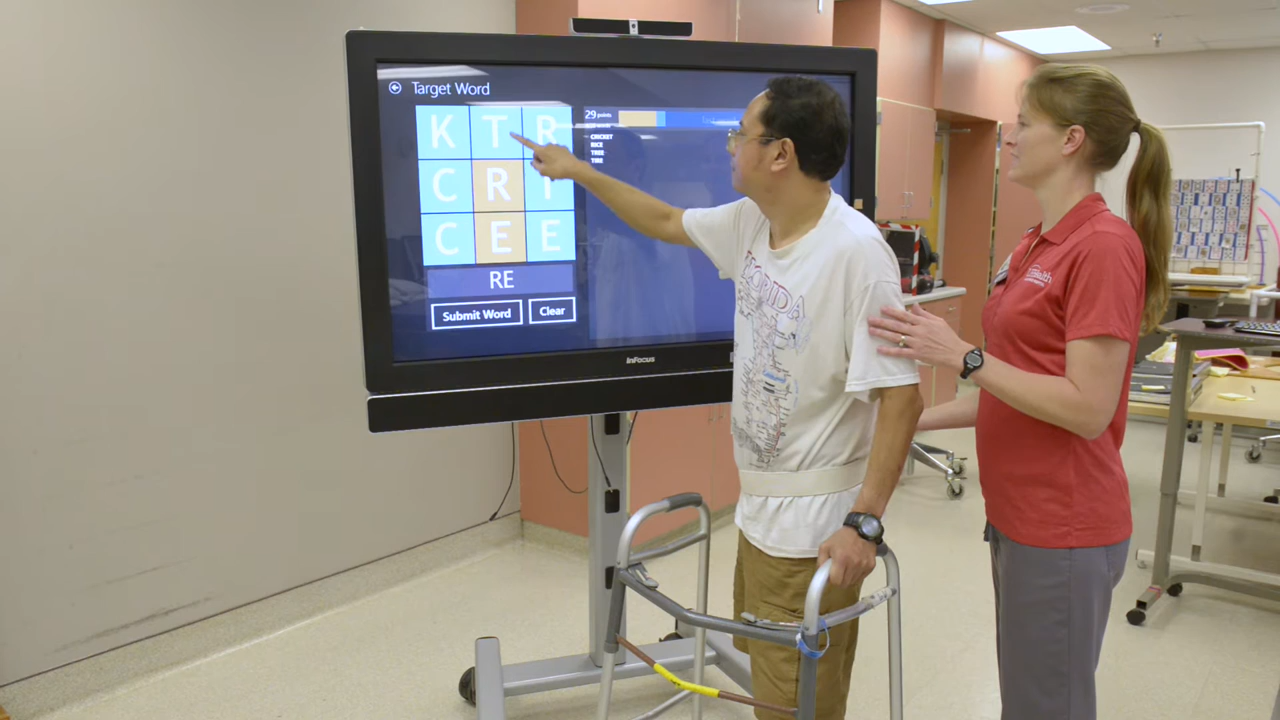 Target Word
K T R
C R I
C E E
RE
Submit Word Clear
29 points
CRICKET
RICE
TREE
TIRE
InFocus
FLORIDA